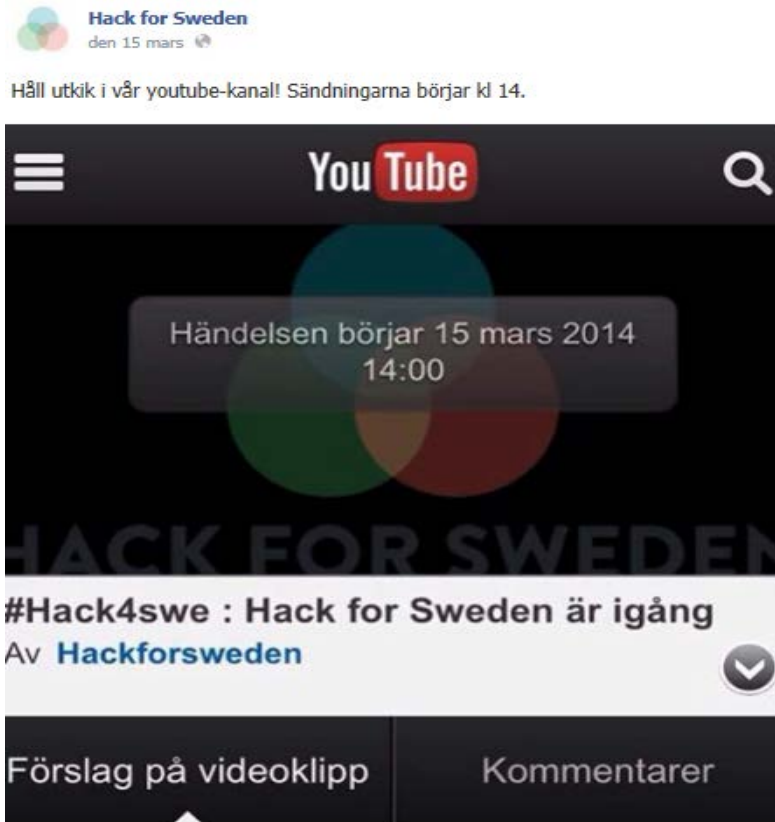 Hack for Sweden
den 15 mars
Håll utkik i vår youtube-kanal! Sändningarna börjar kl 14.
YouTube
Händelsen börjar 15 mars 2014
14:00
HACK FOR SWEDEN
#Hack4swe : Hack for Sweden är igång
Av Hackforsweden
Förslag på videoklipp
Kommentarer